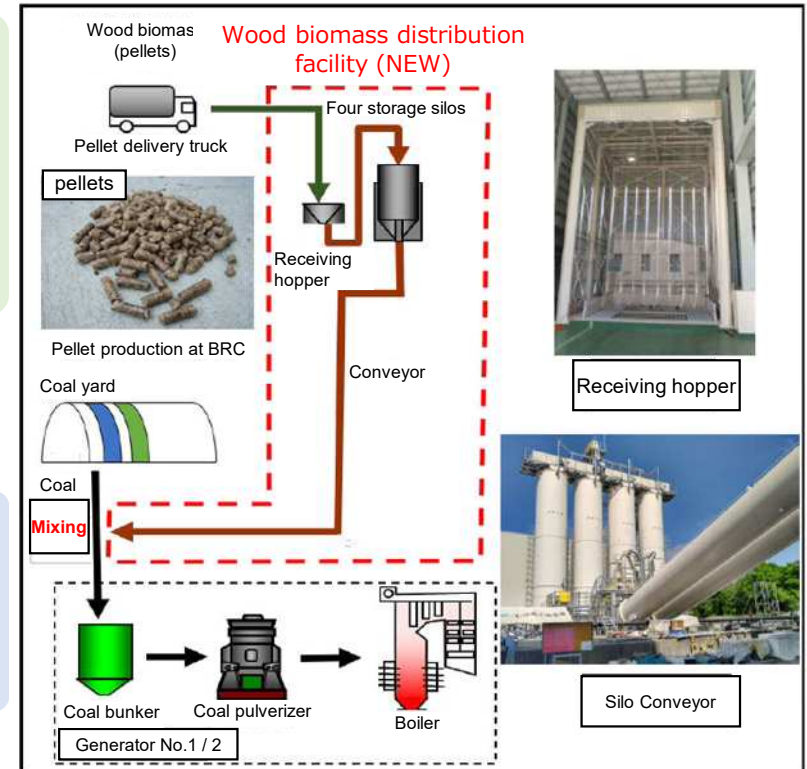 Wood biomas
(pellets)
Wood biomass distribution
facility (NEW)
Four storage silos
Pellet delivery truck
pellets
Receiving
hopper
Pellet production at BRC
Conveyor
Receiving hopper
Coal yard
Coal
Mixing
Coal bunker
Coal pulverizer
Boiler
Generator No.1 / 2
Silo Conveyor